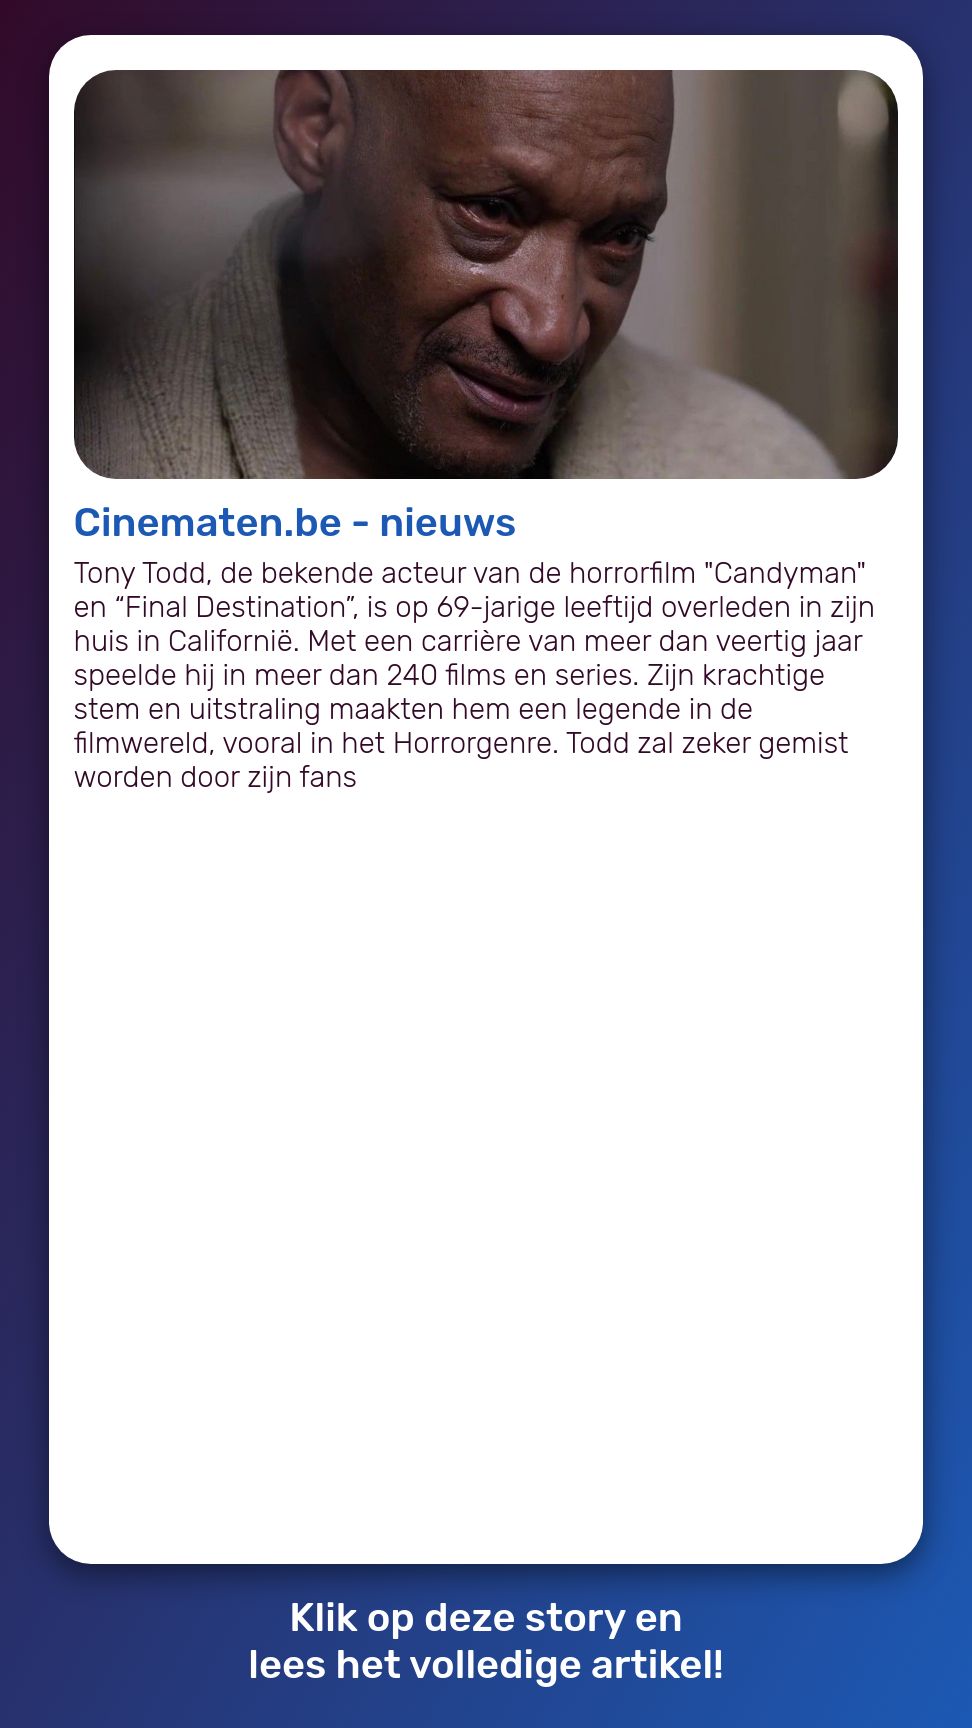 Cinematen.be - nieuws
Tony Todd, de bekende acteur van de horrorfilm "Candyman"
en “Final Destination”, is op 69-jarige leeftijd overleden in zijn
huis in Californië. Met een carrière van meer dan veertig jaar
speelde hij in meer dan 240 films en series. Zijn krachtige
stem en uitstraling maakten hem een legende in de
filmwereld, vooral in het Horrorgenre. Todd zal zeker gemist
worden door zijn fans
Klik op deze story en
lees het volledige artikel!